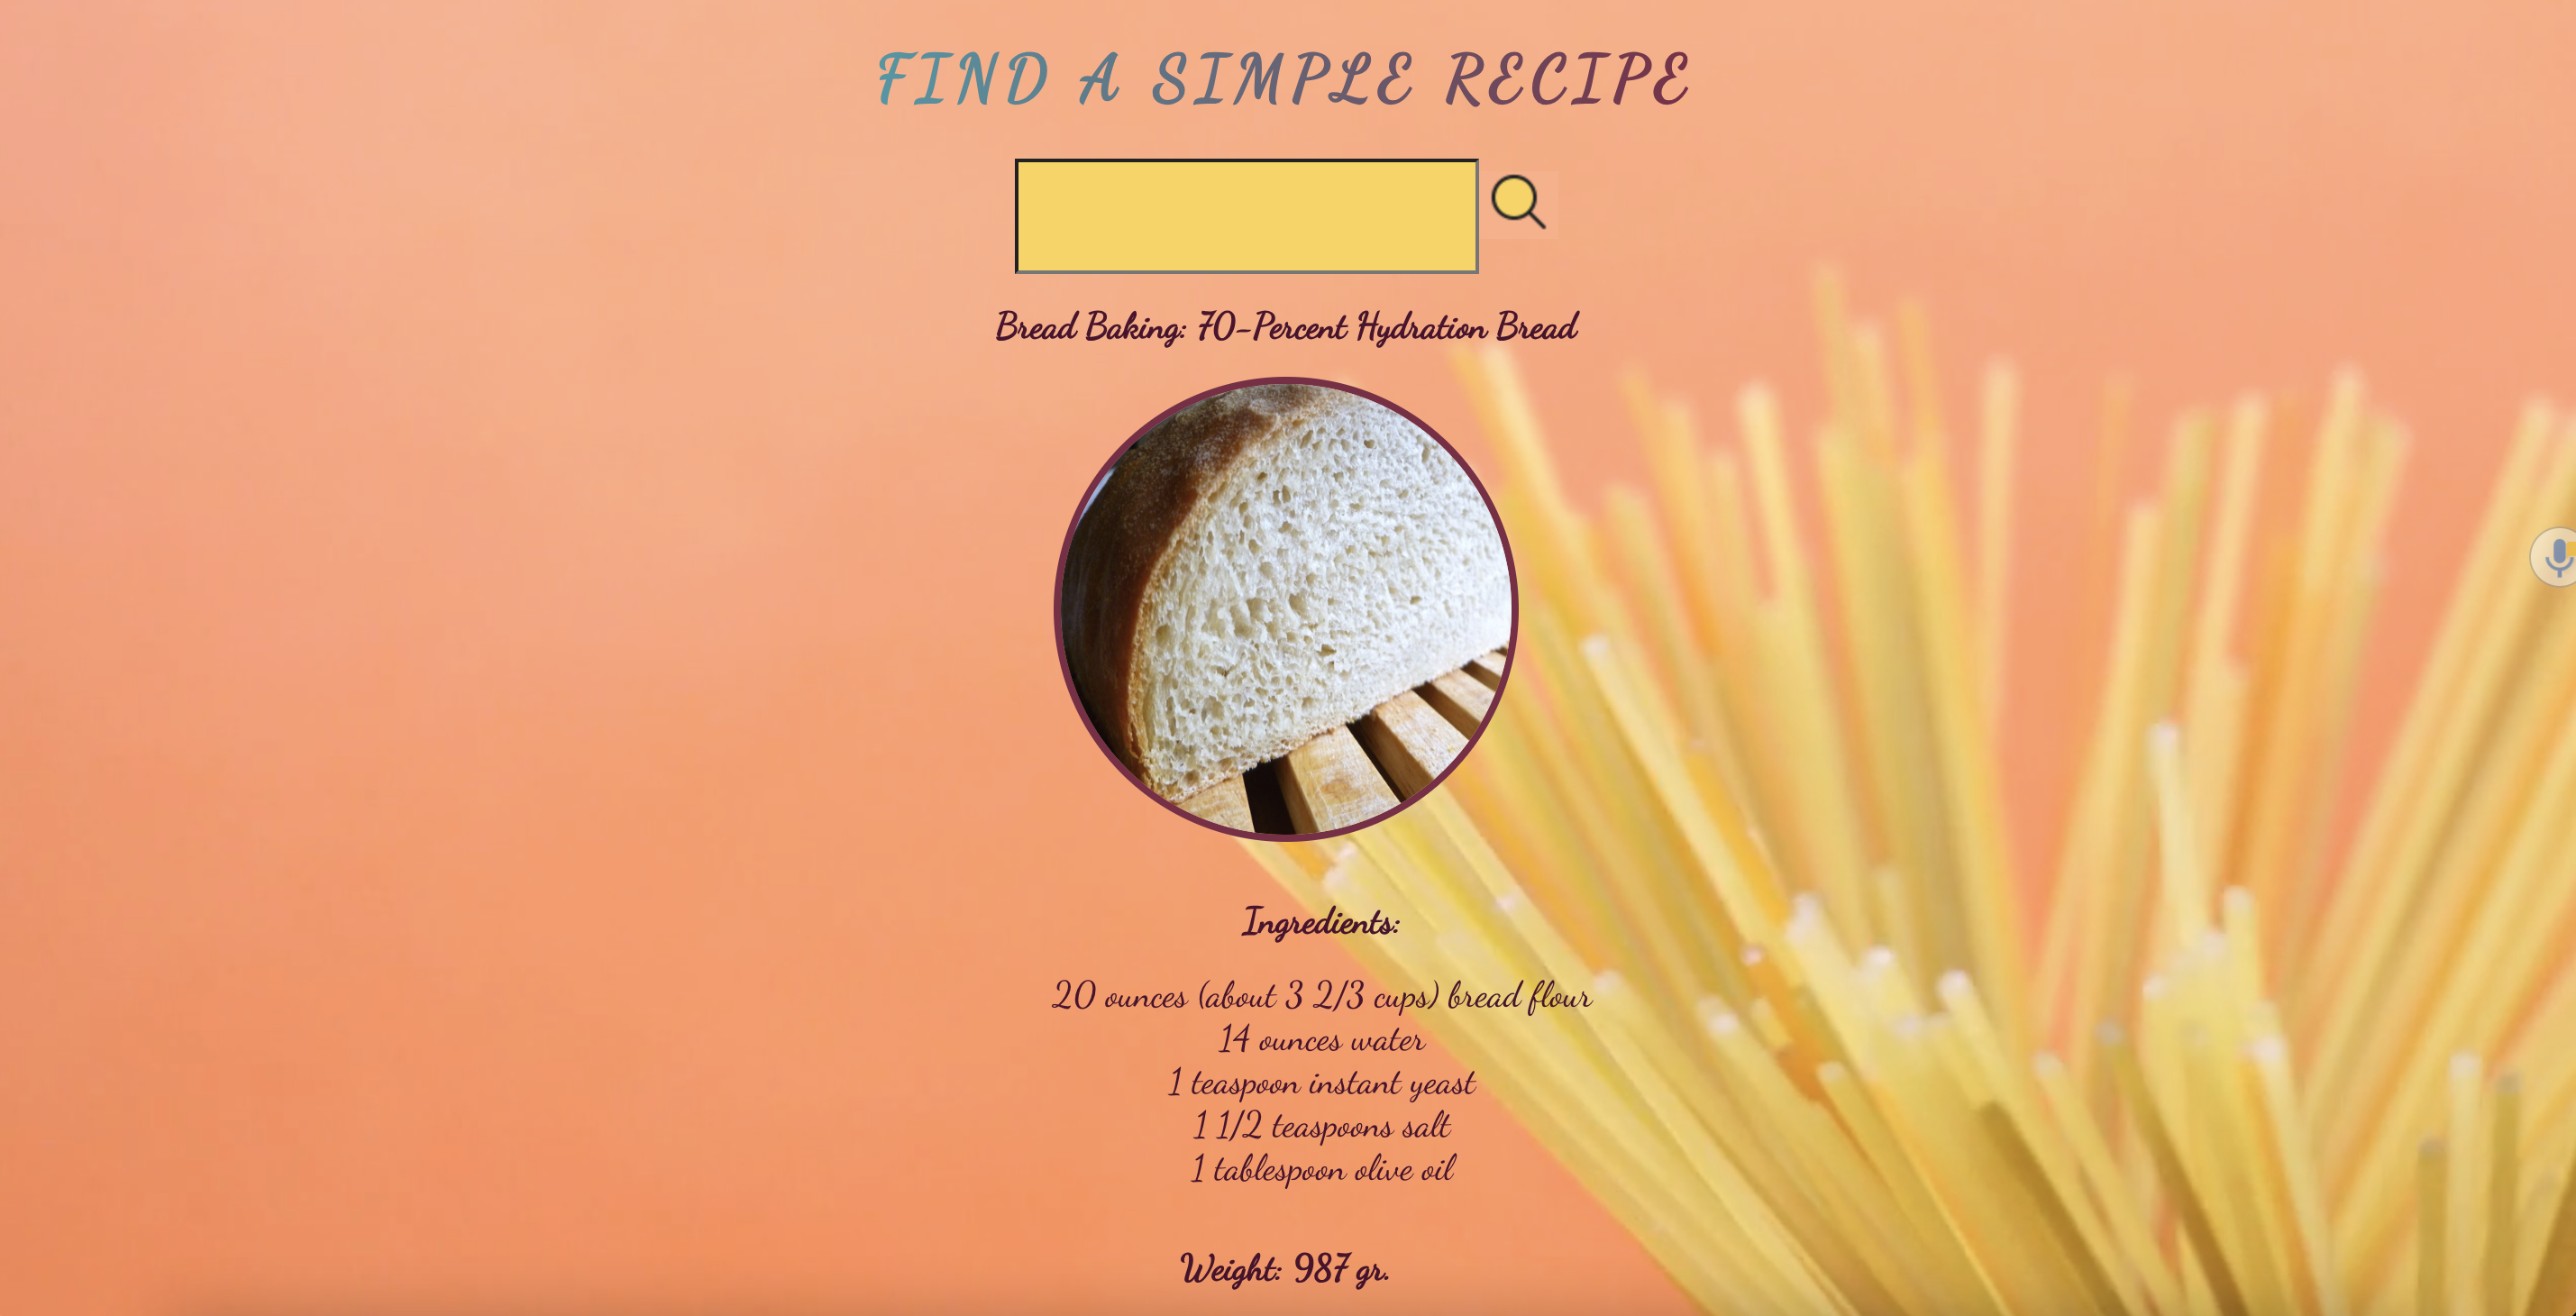 FIND A SIMPLE RECIPE
Bread Baking: 70-Percent Hydration Bread
Ingredients:
20 ounces (about 3 2/3 cups) bread flour
14 ounces water
1 teaspoon instant yeast
1 1/2 teaspoons salt
1 tablespoon olive oil
Weight: 987 gr.